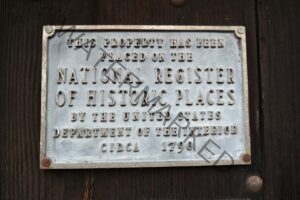 THIS PROPERTY HAS BEEN
PLACED ON THE
NATIONAL REGISTER
OF HISTORIC PLACES
BY THE UNITED STATES
DEPARTMENT OF THE INTERIOR
CIRCA 1790